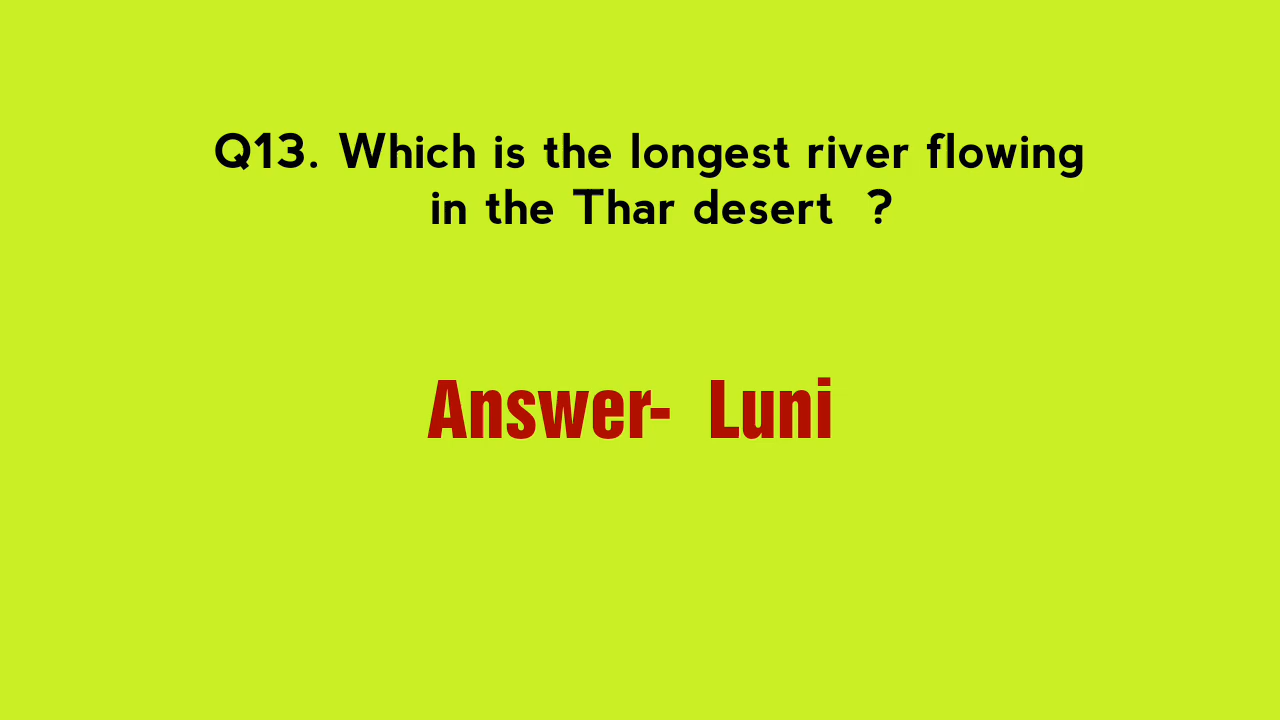 Q13. Which is the longest river flowing
in the Thar desert ?
Answer- Luni